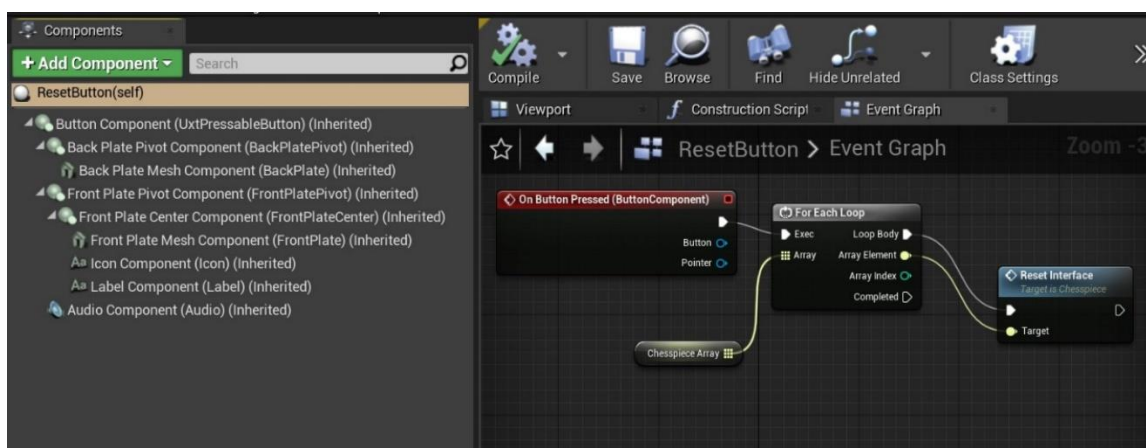 Components
+ Add Component
Search
ResetButton(self)
Button Component (UxtPressableButton) (Inherited)
Back Plate Pivot Component (BackPlatePivot) (Inherited)
Back Plate Mesh Component (BackPlate) (Inherited)
Front Plate Pivot Component (FrontPlatePivot) (Inherited)
Front Plate Center Component (FrontPlateCenter) (Inherited)
Front Plate Mesh Component (FrontPlate) (Inherited)
Aa Icon Component (Icon) (Inherited)
Aa Label Component (Label) (Inherited)
Audio Component (Audio) (Inherited)
Compile Save Browse Find Hide Unrelated Class Settings
Viewport Construction Script Event Graph
ResetButton > Event Graph Zoom -3
On Button Pressed (ButtonComponent)
Button
Pointer
For Each Loop
Exec Loop Body
Array Array Element
Array Index
Completed
Chesspiece Array
Reset Interface
Target is Chesspiece
Target